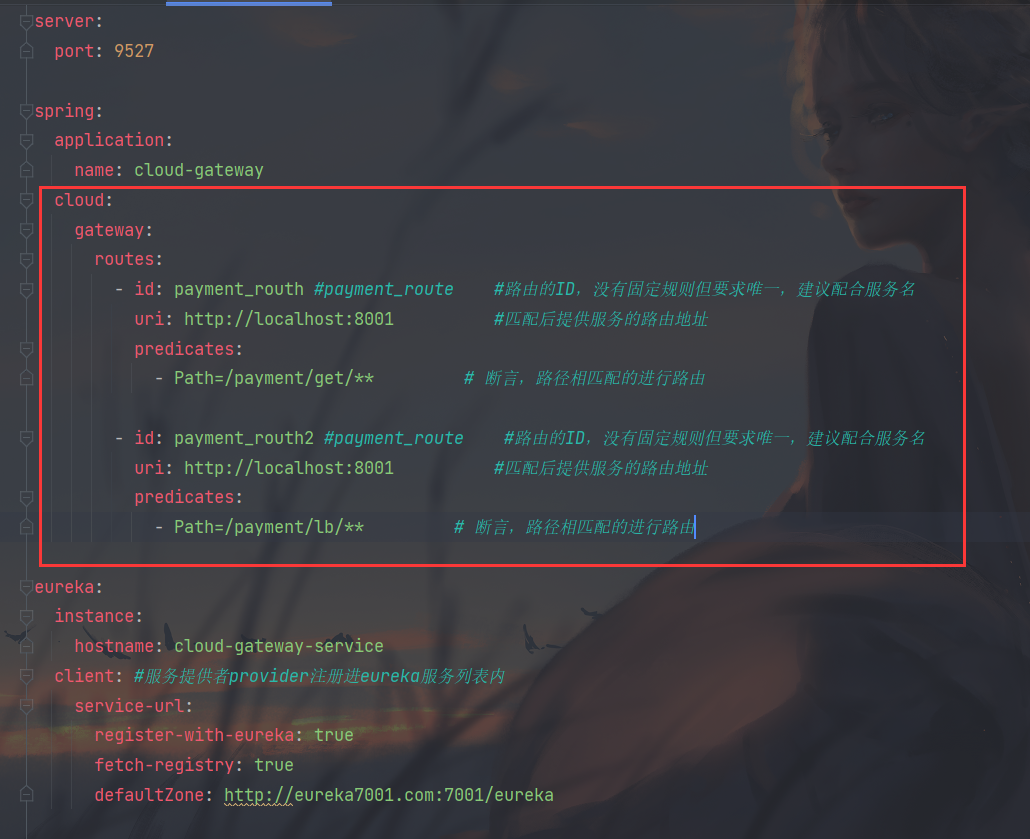 server:
  port: 9527

spring:
  application:
    name: cloud-gateway
  cloud:
    gateway:
      routes:
        - id: payment_routh #payment_route    #路由的ID，没有固定规则但要求唯一，建议配合服务名
          uri: http://localhost:8001          #匹配后提供服务的路由地址
          predicates:
            - Path=/payment/get/**         # 断言，路径相匹配的进行路由

        - id: payment_routh2 #payment_route    #路由的ID，没有固定规则但要求唯一，建议配合服务名
          uri: http://localhost:8001          #匹配后提供服务的路由地址
          predicates:
            - Path=/payment/lb/**         # 断言，路径相匹配的进行路由

eureka:
  instance:
    hostname: cloud-gateway-service
  client: #服务提供者provider注册进eureka服务列表内
    service-url:
      register-with-eureka: true
      fetch-registry: true
      defaultZone: http://eureka7001.com:7001/eureka